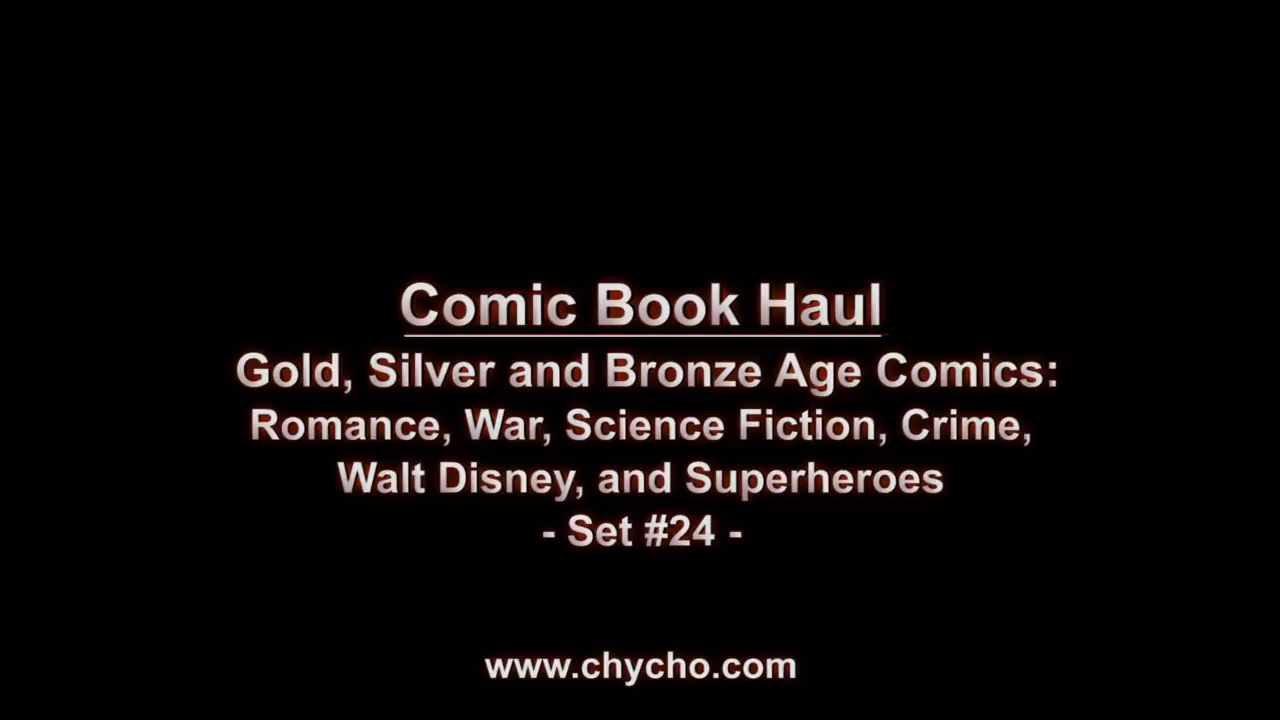 Comic Book Haul
Gold, Silver and Bronze Age Comics:
Romance, War, Science Fiction, Crime,
Walt Disney, and Superheroes
- Set #24 -
www.chycho.com